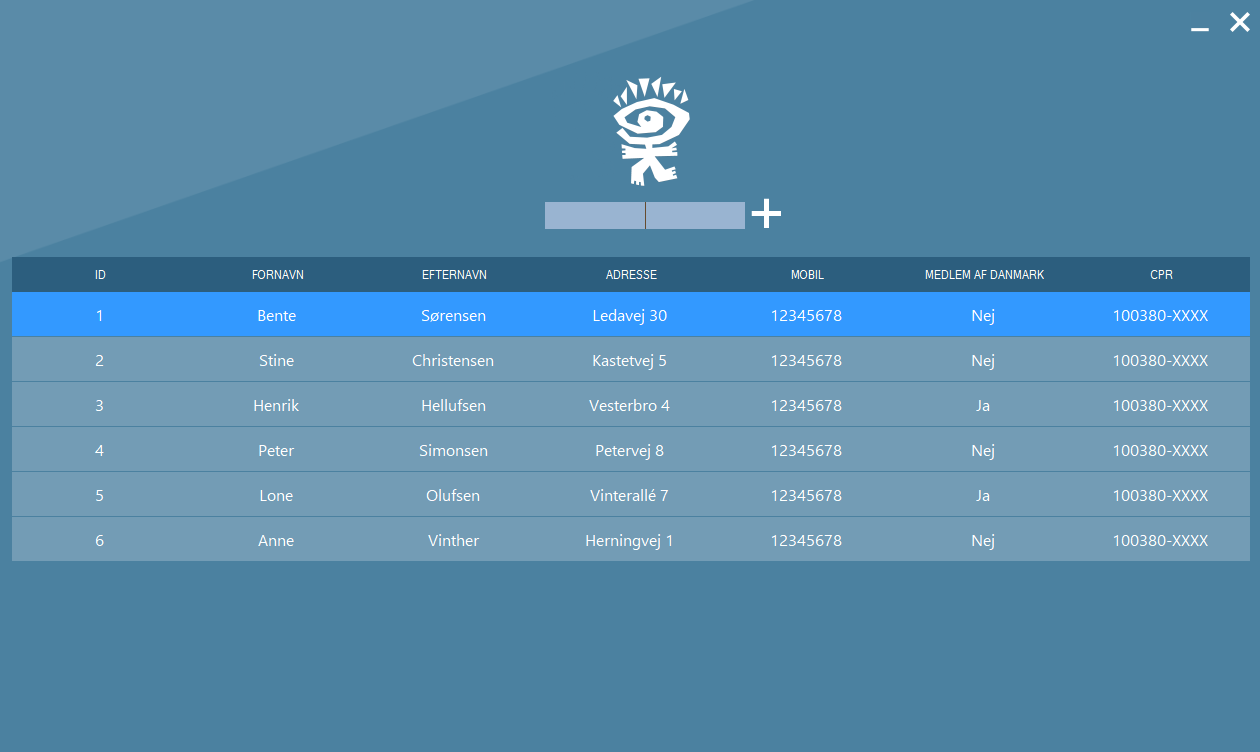 ID FORNAVN EFTERNAVN ADRESSE MOBIL MEDLEM AF DANMARK CPR
1 Bente Sørensen Ledavej 30 12345678 Nej 100380-XXXX
2 Stine Christensen Kastetvej 5 12345678 Nej 100380-XXXX
3 Henrik Hellufsen Vesterbro 4 12345678 Ja 100380-XXXX
4 Peter Simonsen Petervej 8 12345678 Nej 100380-XXXX
5 Lone Olufsen Vinterallé 7 12345678 Ja 100380-XXXX
6 Anne Vinther Herningvej 1 12345678 Nej 100380-XXXX